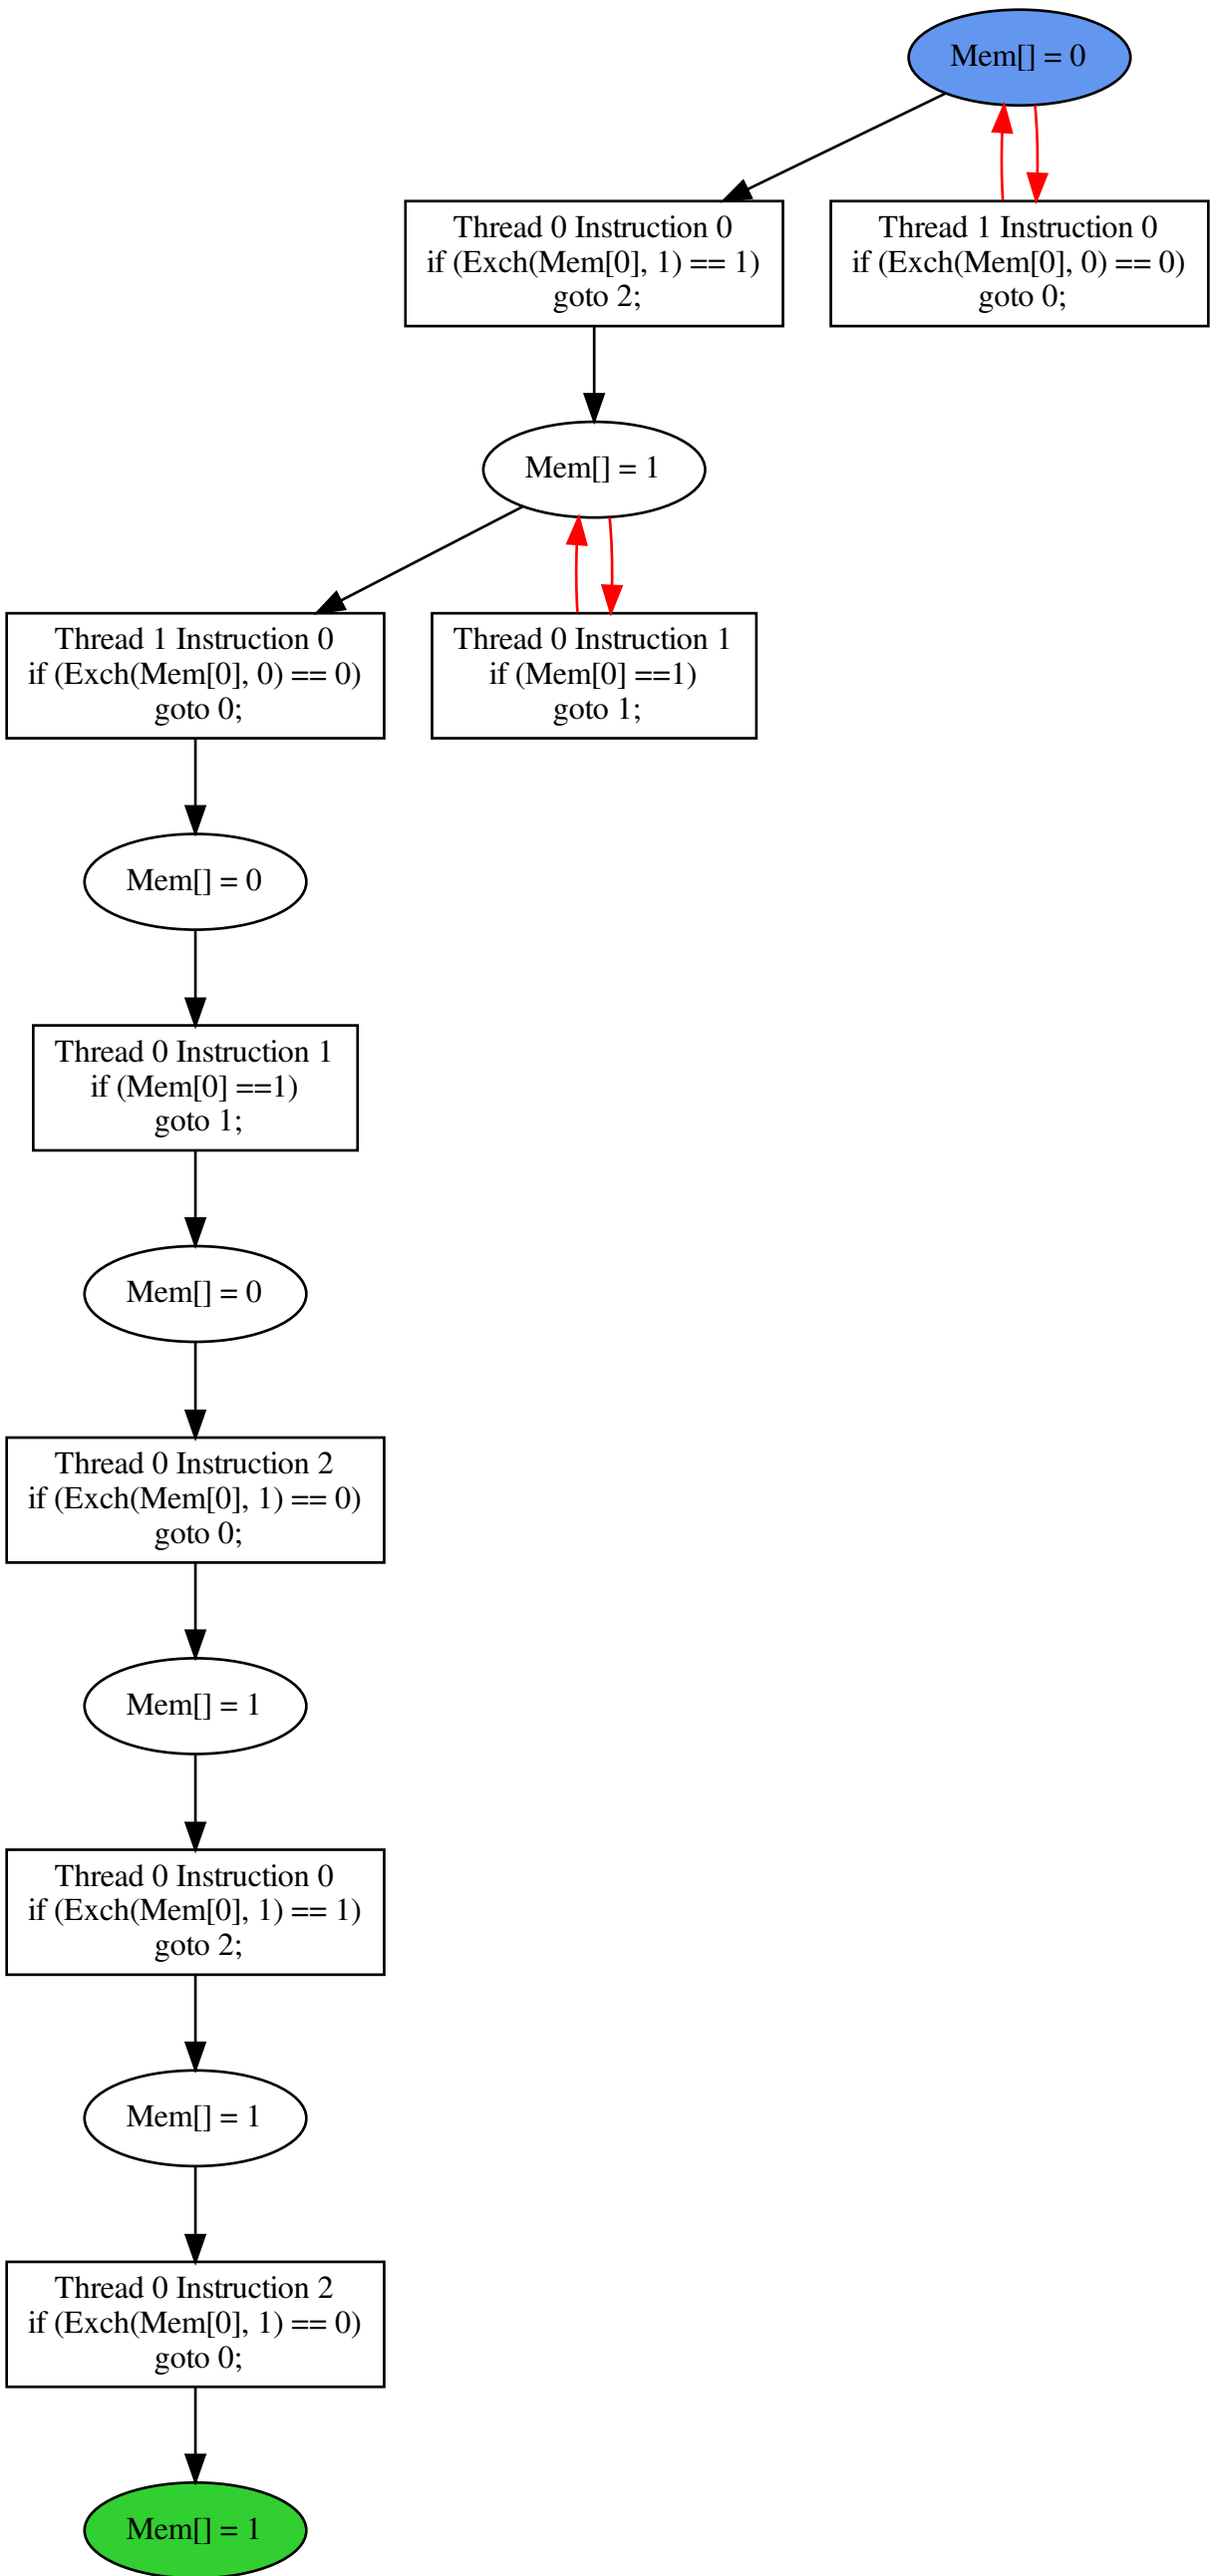 Mem[] = 0
Thread 0 Instruction 0
if (Exch(Mem[0], 1) == 1)
goto 2;
Thread 1 Instruction 0
if (Exch(Mem[0], 0) == 0)
goto 0;
Mem[] = 1
Thread 1 Instruction 0
if (Exch(Mem[0], 0) == 0)
goto 0;
Thread 0 Instruction 1
if (Mem[0] ==1)
goto 1;
Mem[] = 0
Thread 0 Instruction 1
if (Mem[0] ==1)
goto 1;
Mem[] = 0
Thread 0 Instruction 2
if (Exch(Mem[0], 1) == 0)
goto 0;
Mem[] = 1
Thread 0 Instruction 0
if (Exch(Mem[0], 1) == 1)
goto 2;
Mem[] = 1
Thread 0 Instruction 2
if (Exch(Mem[0], 1) == 0)
goto 0;
Mem[] = 1